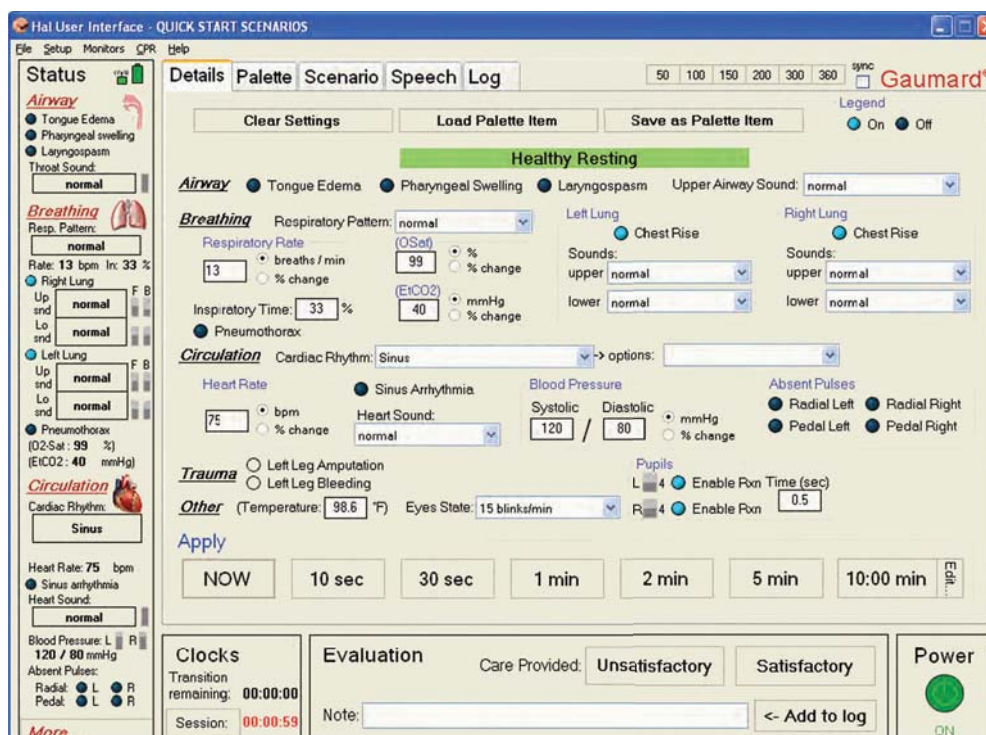 Hal User Interface - QUICK START SCENARIOS
File Setup Monitors CPR Help
Status
Airway
Tongue Edema
Pharyngeal swelling
Laryngospasm
Throat Sound:
normal
Breathing
Resp. Pattern:
normal
Rate: 13 bpm In: 33 %
Right Lung
F B
Up snd normal
Lo snd normal
Left Lung
F B
Up snd normal
Lo snd normal
Pneumothorax
(O2-Sat: 99 %)
(EtCO2: 40 mmHg)
Circulation
Cardiac Rhythm:
Sinus
Heart Rate: 75 bpm
Sinus arrhythmia
Heart Sound:
normal
Blood Pressure: L R
120 / 80 mmHg
Absent Pulses:
Radial: L R
Pedal: L R
More
Details Palette Scenario Speech Log
50 100 150 200 300 360 sync
Gaumard
Clear Settings Load Palette Item Save as Palette Item
Legend
On Off
Healthy Resting
Airway Tongue Edema Pharyngeal Swelling Laryngospasm Upper Airway Sound: normal
Breathing Respiratory Pattern: normal
Respiratory Rate
13 breaths / min
% change
Inspiratory Time: 33 %
Pneumothorax
(OSat)
99 %
% change
(EtCO2)
40 mmHg
% change
Left Lung
Chest Rise
Sounds:
upper normal
lower normal
Right Lung
Chest Rise
Sounds:
upper normal
lower normal
Circulation Cardiac Rhythm: Sinus -> options:
Heart Rate
75 bpm
% change
Sinus Arrhythmia
Heart Sound:
normal
Blood Pressure
Systolic Diastolic
120 / 80 mmHg
% change
Absent Pulses
Radial Left Radial Right
Pedal Left Pedal Right
Trauma Left Leg Amputation
Left Leg Bleeding
Pupils
L 4 Enable Rxn Time (sec)
R 4 Enable Rxn 0.5
Other (Temperature: 98.6 °F) Eyes State: 15 blinks/min
Apply
NOW 10 sec 30 sec 1 min 2 min 5 min 10:00 min Edit...
Clocks
Transition
remaining: 00:00:00
Session: 00:00:59
Evaluation
Care Provided: Unsatisfactory Satisfactory
Note: <- Add to log
Power
ON